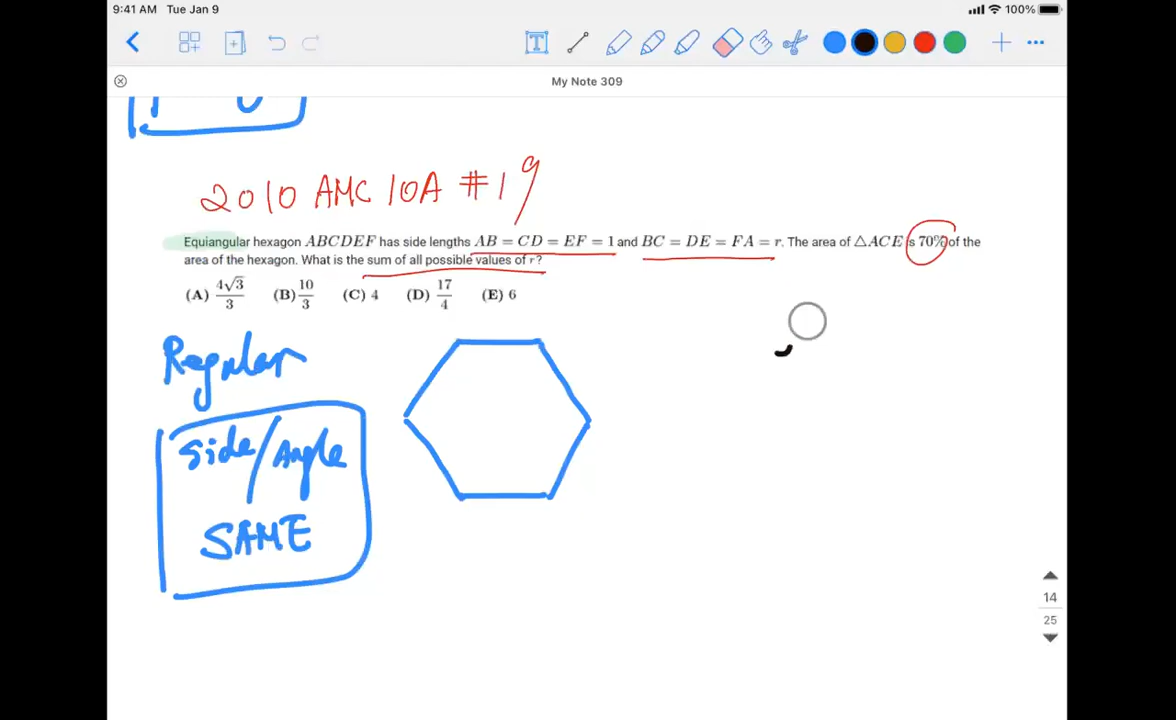 9:41 AM Tue Jan 9 100%
My Note 309
2010 AMC 10A #19
Equiangular hexagon ABCDEF has side lengths AB = CD = EF = 1 and BC = DE = FA = r. The area of △ACE is 70% of the
area of the hexagon. What is the sum of all possible values of r?
(A) 4√3/3 (B) 10/3 (C) 4 (D) 17/4 (E) 6
Regular
Side/Angle
SAME
14
25